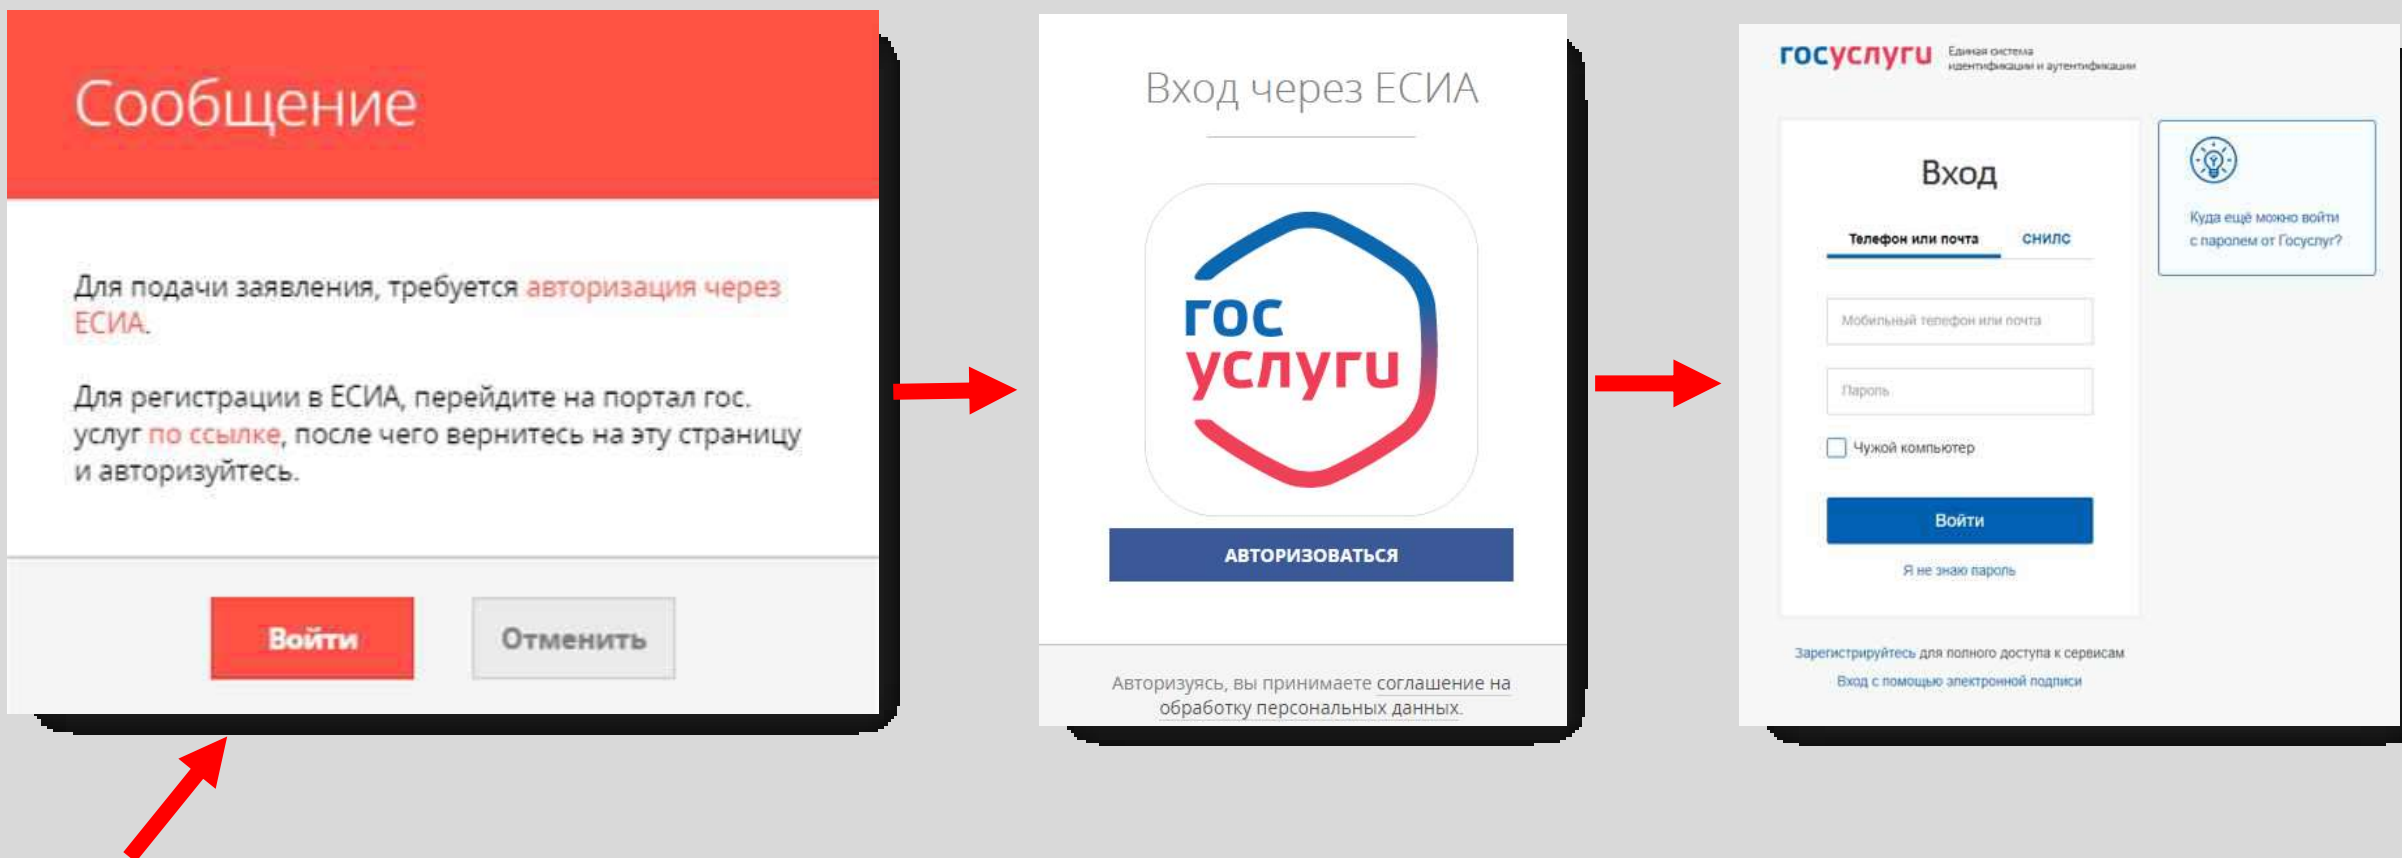 Сообщение
Для подачи заявления, требуется авторизация через
ЕСИА.
Для регистрации в ЕСИА, перейдите на портал гос.
услуг по ссылке, после чего вернитесь на эту страницу
и авторизуйтесь.
Войти
Отменить
Вход через ЕСИА
гос
услуги
АВТОРИЗОВАТЬСЯ
Авторизуясь, вы принимаете соглашение на
обработку персональных данных.
госуслуги
Единая система
идентификации и аутентификации
Вход
Телефон или почта
СНИЛС
Мобильный телефон или почта
Пароль
Чужой компьютер
Войти
Я не знаю пароль
Зарегистрируйтесь для полного доступа к сервисам
Вход с помощью электронной подписи
Куда ещё можно войти
с паролем от Госуслуг?